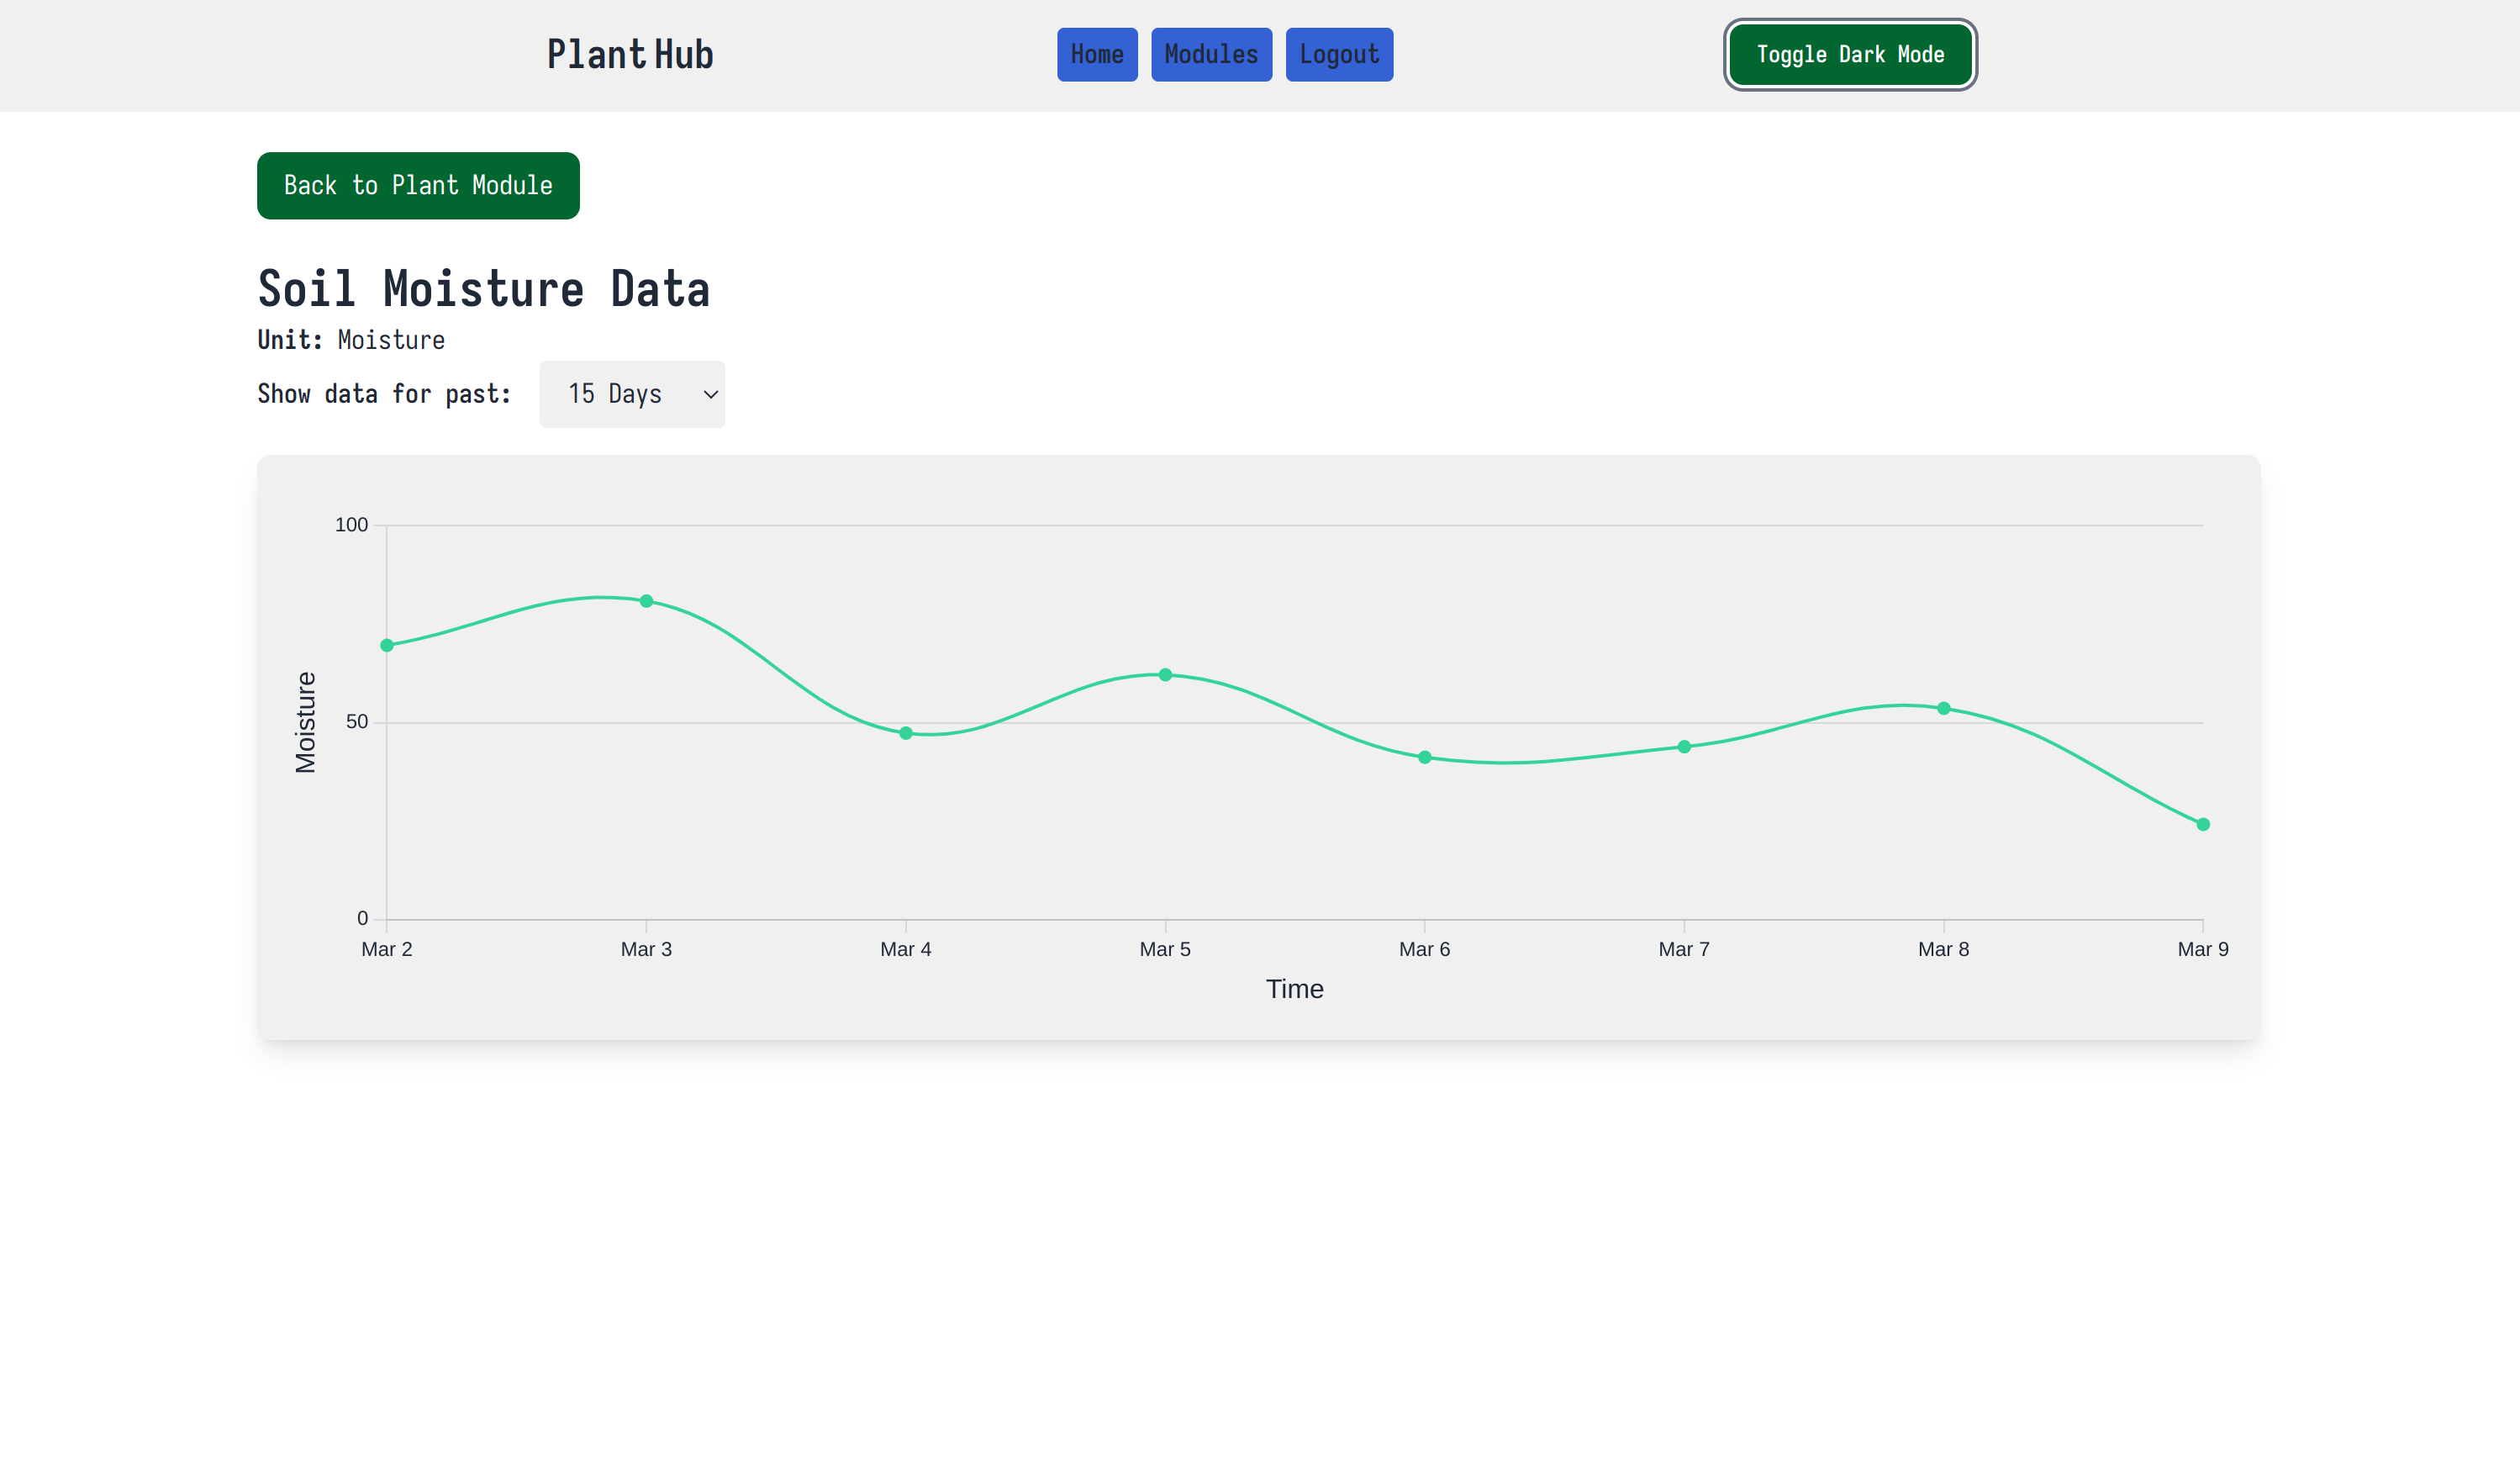 Plant Hub
Home Modules Logout
Toggle Dark Mode
Back to Plant Module
Soil Moisture Data
Unit: Moisture
Show data for past: 15 Days
100
50
0
Moisture
Mar 2 Mar 3 Mar 4 Mar 5 Mar 6 Mar 7 Mar 8 Mar 9
Time